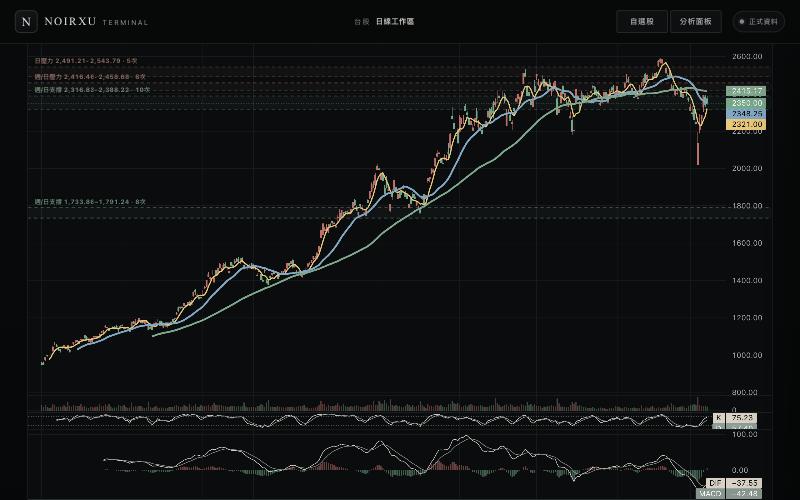 N NOIRXU TERMINAL
台股 日線工作區
自選股
分析面板
正式資料
日壓力 2,491.21–2,543.79 · 5次
週/日壓力 2,416.46–2,458.68 · 8次
週/日支撐 2,316.83–2,388.22 · 10次
週/日支撐 1,733.86–1,791.24 · 8次
2600.00
2415.17
2350.00
2348.25
2321.00
2200.00
2000.00
1800.00
1600.00
1400.00
1200.00
1000.00
800.00
0
K 75.23
100.00
0.00
DIF −37.55
MACD −42.48